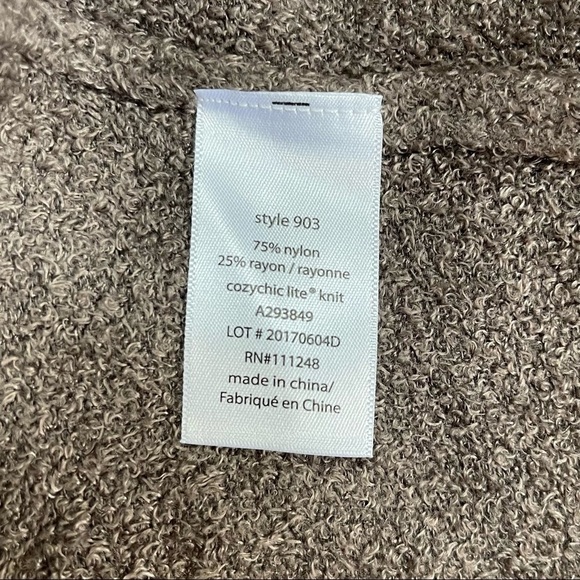 style 903
75% nylon
25% rayon / rayonne
cozychic lite® knit
A293849
LOT # 20170604D
RN#111248
made in china/
Fabriqué en Chine